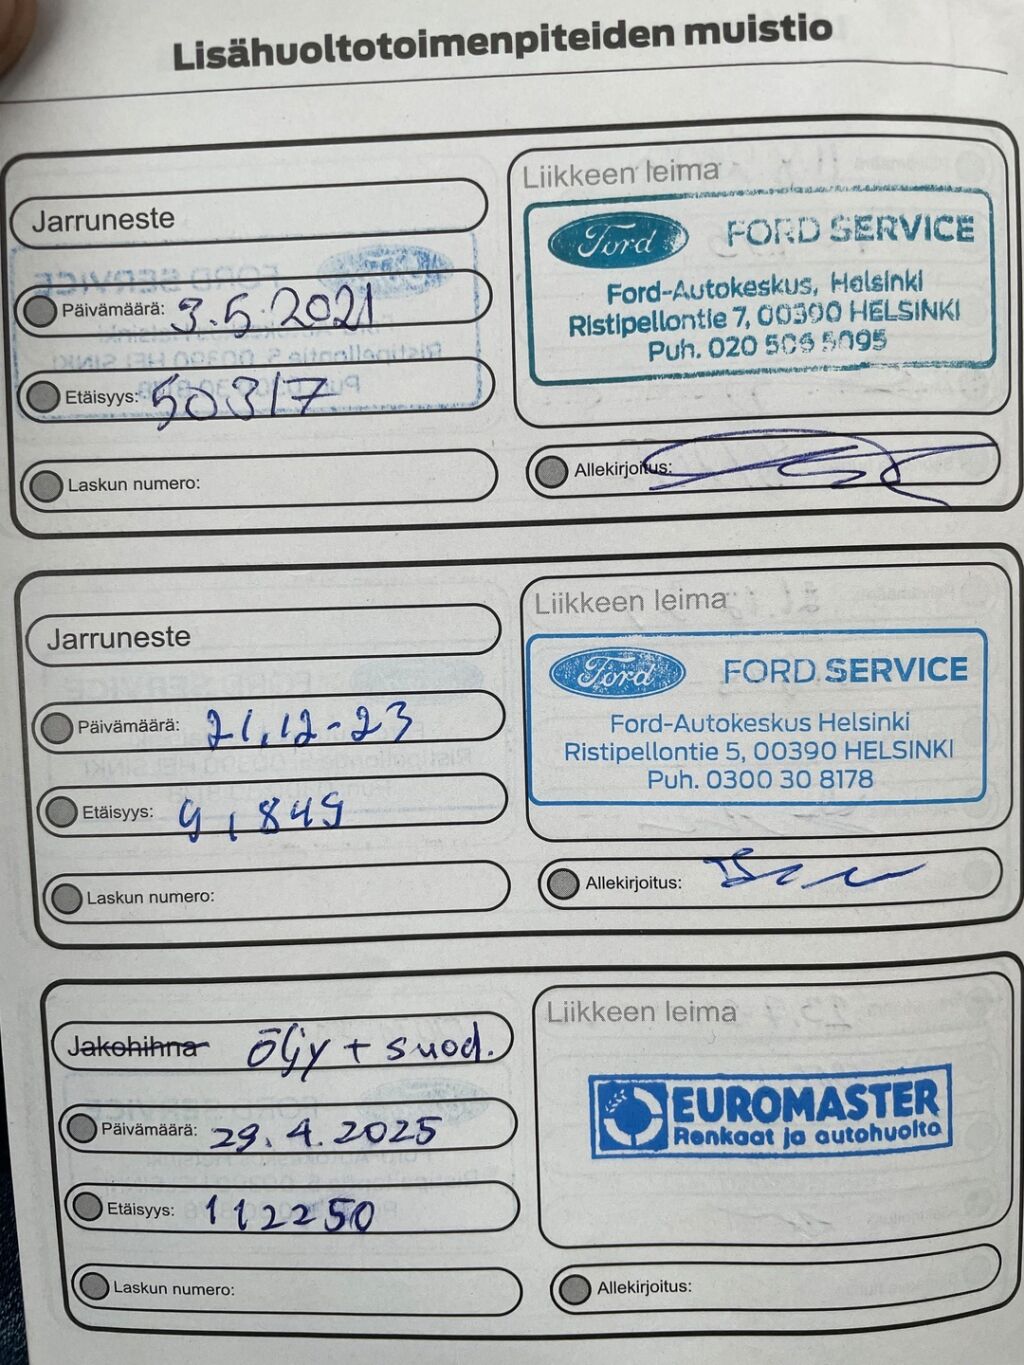 Lisähuoltotoimenpiteiden muistio
Jarruneste
Päivämäärä: 3.5.2021
Etäisyys: 50317
Laskun numero:
Liikkeen leima
Ford FORD SERVICE
Ford-Autokeskus, Helsinki
Ristipellontie 7, 00390 HELSINKI
Puh. 020 506 5095
Allekirjoitus:
Jarruneste
Päivämäärä: 21.12-23
Etäisyys: 91849
Laskun numero:
Liikkeen leima
Ford FORD SERVICE
Ford-Autokeskus Helsinki
Ristipellontie 5, 00390 HELSINKI
Puh. 0300 30 8178
Allekirjoitus:
Jakohihna öljy + suod.
Päivämäärä: 29.4.2025
Etäisyys: 112250
Laskun numero:
Liikkeen leima
EUROMASTER
Renkaat ja autohuolto
Allekirjoitus: